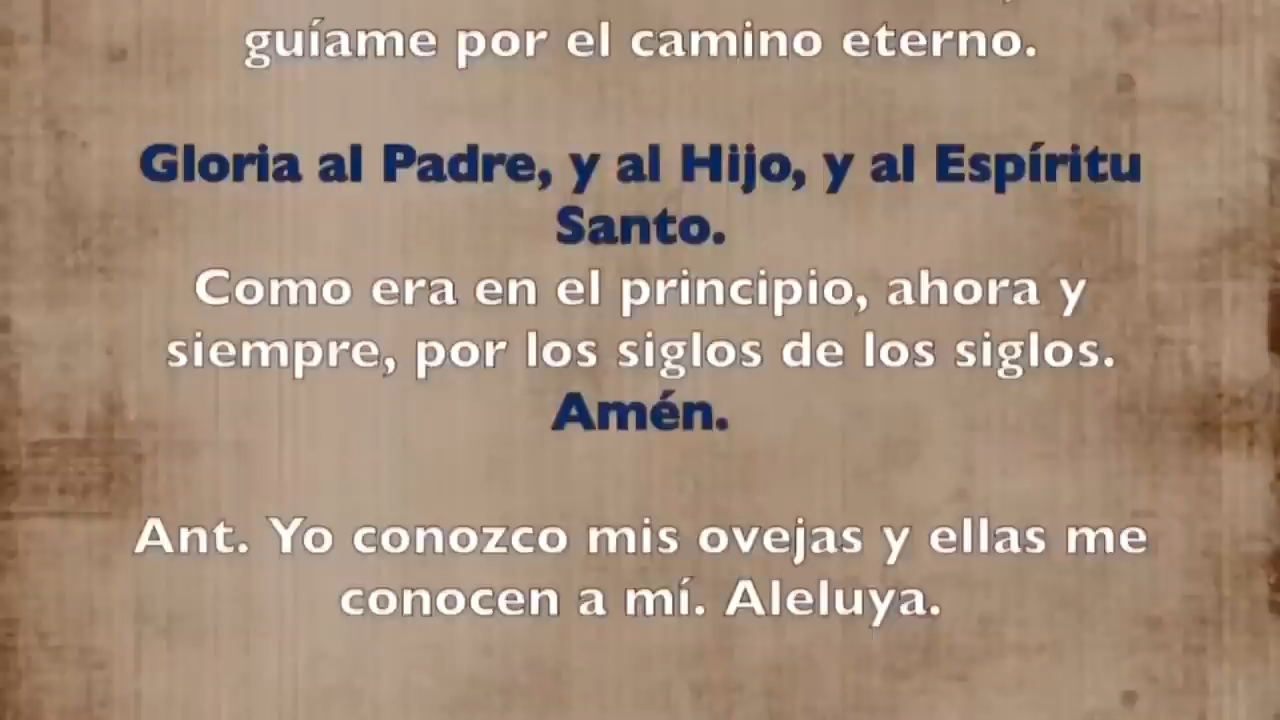 guíame por el camino eterno.
Gloria al Padre, y al Hijo, y al Espíritu
Santo.
Como era en el principio, ahora y
siempre, por los siglos de los siglos.
Amén.
Ant. Yo conozco mis ovejas y ellas me
conocen a mí. Aleluya.